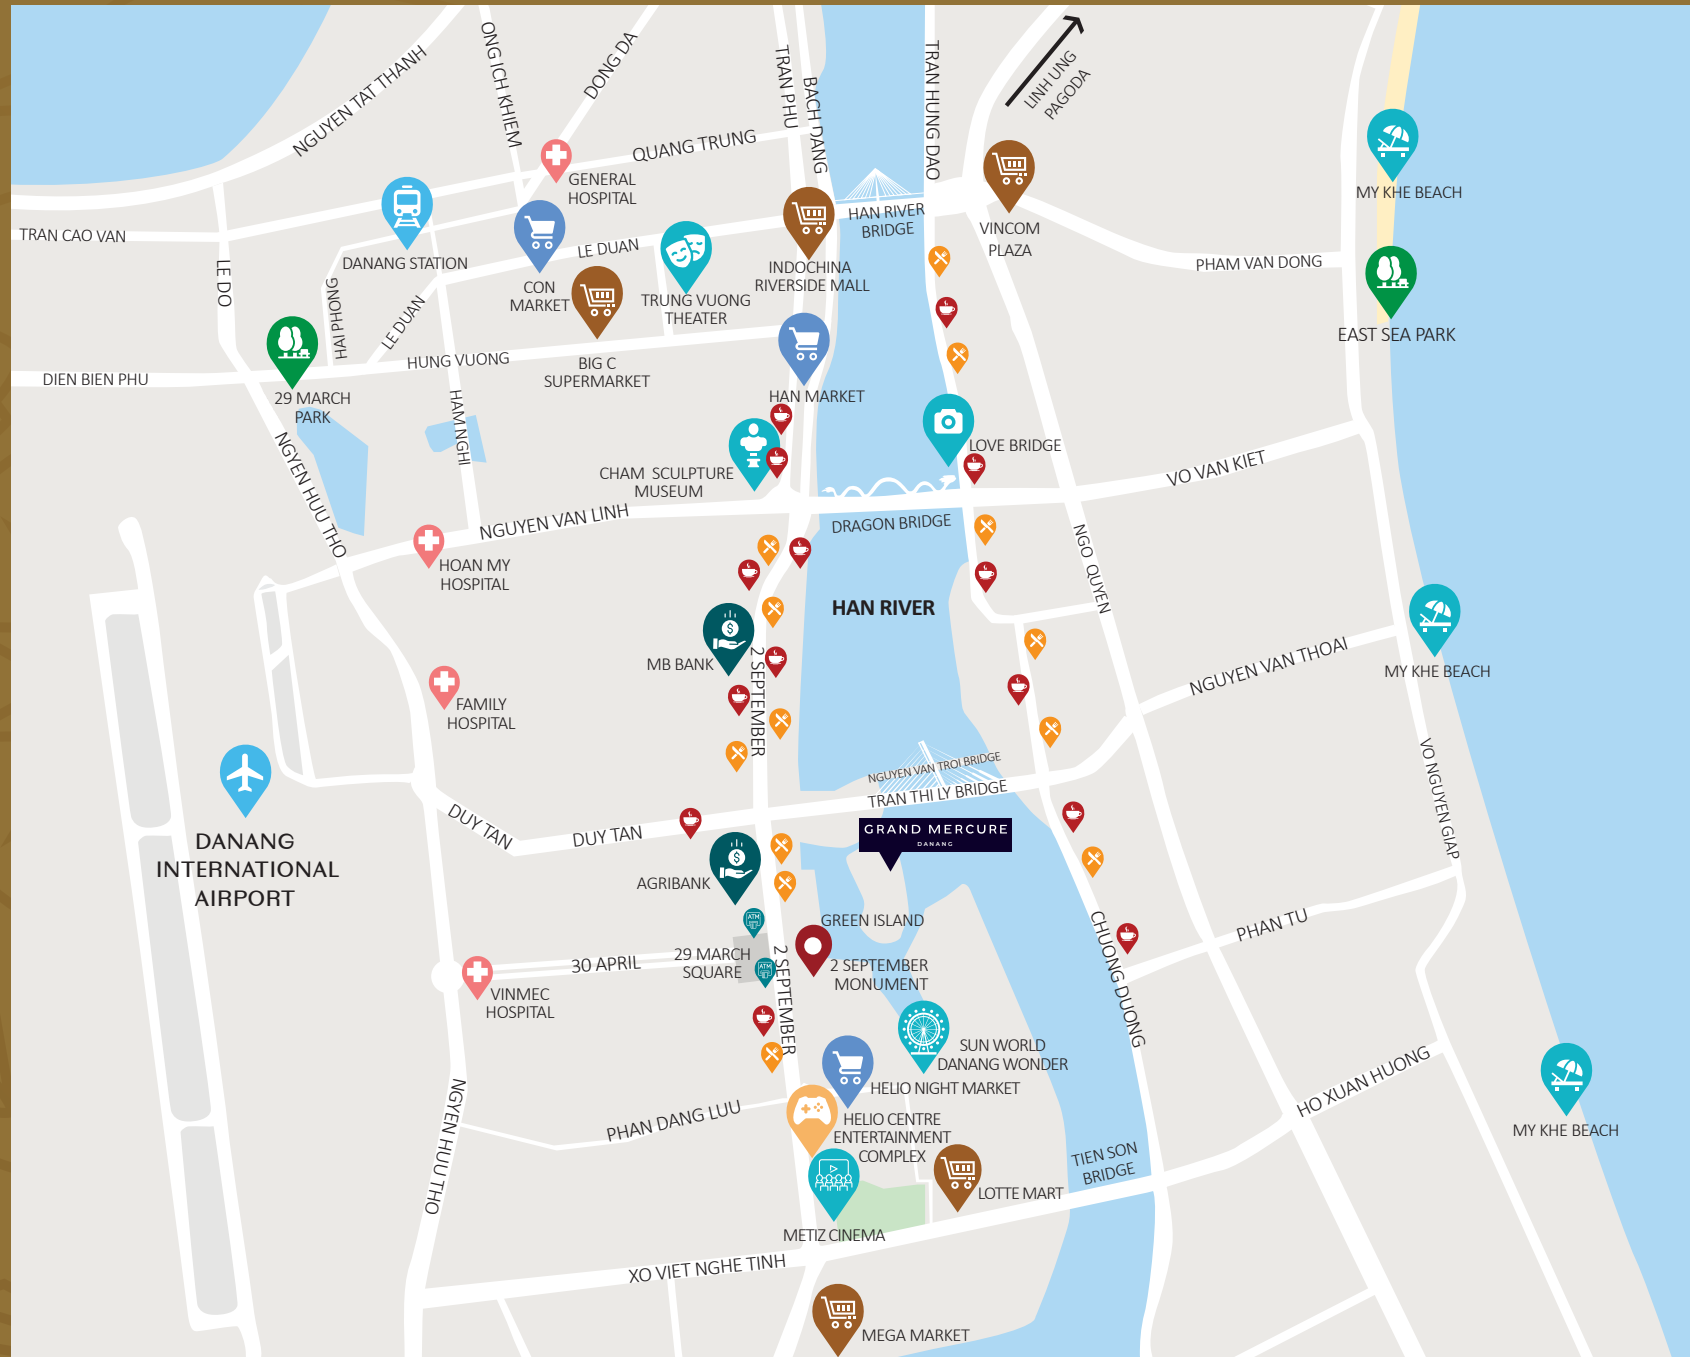 NGUYEN TAT THANH
ONG ICH KHIEM
DONG DA
TRAN PHU
BACH DANG
TRAN HUNG DAO
LINH UNG
PAGODA
QUANG TRUNG
GENERAL
HOSPITAL
MY KHE BEACH
TRAN CAO VAN
DANANG STATION
LE DUAN
HAN RIVER
BRIDGE
VINCOM
PLAZA
PHAM VAN DONG
LE DO
HAI PHONG
LE DUAN
CON
MARKET
TRUNG VUONG
THEATER
INDOCHINA
RIVERSIDE MALL
EAST SEA PARK
DIEN BIEN PHU
HUNG VUONG
BIG C
SUPERMARKET
29 MARCH
PARK
HAN MARKET
HAM NGHI
NGYEN HUU THO
CHAM SCULPTURE
MUSEUM
LOVE BRIDGE
VO VAN KIET
NGUYEN VAN LINH
DRAGON BRIDGE
NGO QUYEN
HOAN MY
HOSPITAL
HAN RIVER
MB BANK
2 SEPTEMBER
NGUYEN VAN THOAI
MY KHE BEACH
FAMILY
HOSPITAL
NGUYEN VAN TROI BRIDGE
TRAN THI LY BRIDGE
VO NGUYEN GIAP
DANANG
INTERNATIONAL
AIRPORT
DUY TAN
DUY TAN
GRAND MERCURE
DANANG
AGRIBANK
ATM
GREEN ISLAND
29 MARCH
SQUARE
ATM
2 SEPTEMBER
2 SEPTEMBER
MONUMENT
30 APRIL
VINMEC
HOSPITAL
CHUONG DUONG
PHAN TU
SUN WORLD
DANANG WONDER
HELIO NIGHT MARKET
HO XUAN HUONG
NGYEN HUU THO
PHAN DANG LUU
HELIO CENTRE
ENTERTAINMENT
COMPLEX
MY KHE BEACH
TIEN SON
BRIDGE
LOTTE MART
METIZ CINEMA
XO VIET NGHE TINH
MEGA MARKET